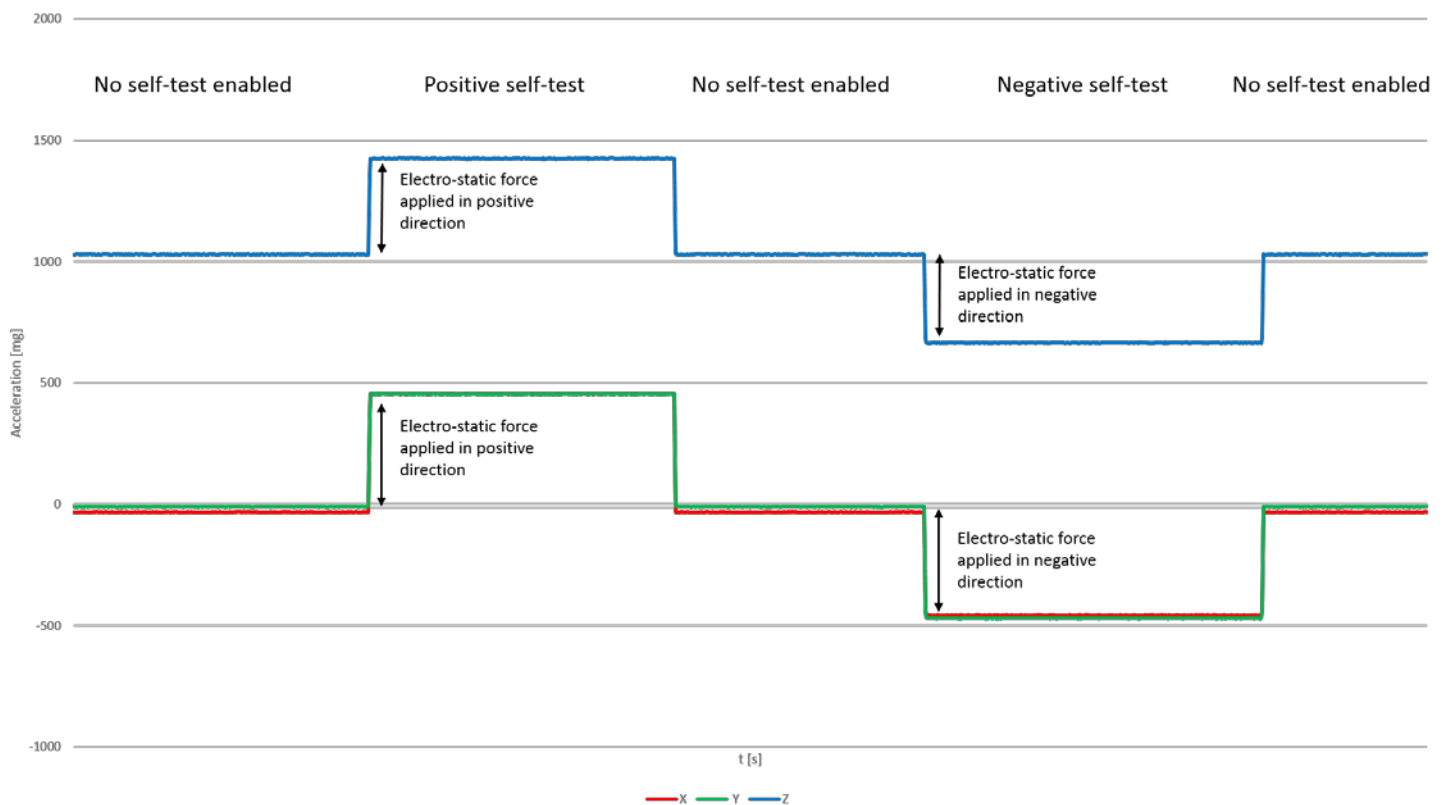 2000
No self-test enabled
Positive self-test
No self-test enabled
Negative self-test
No self-test enabled
1500
Electro-static force
applied in positive
direction
1000
Electro-static force
applied in negative
direction
Acceleration [mg]
500
Electro-static force
applied in positive
direction
0
Electro-static force
applied in negative
direction
-500
-1000
t [s]
X
Y
Z